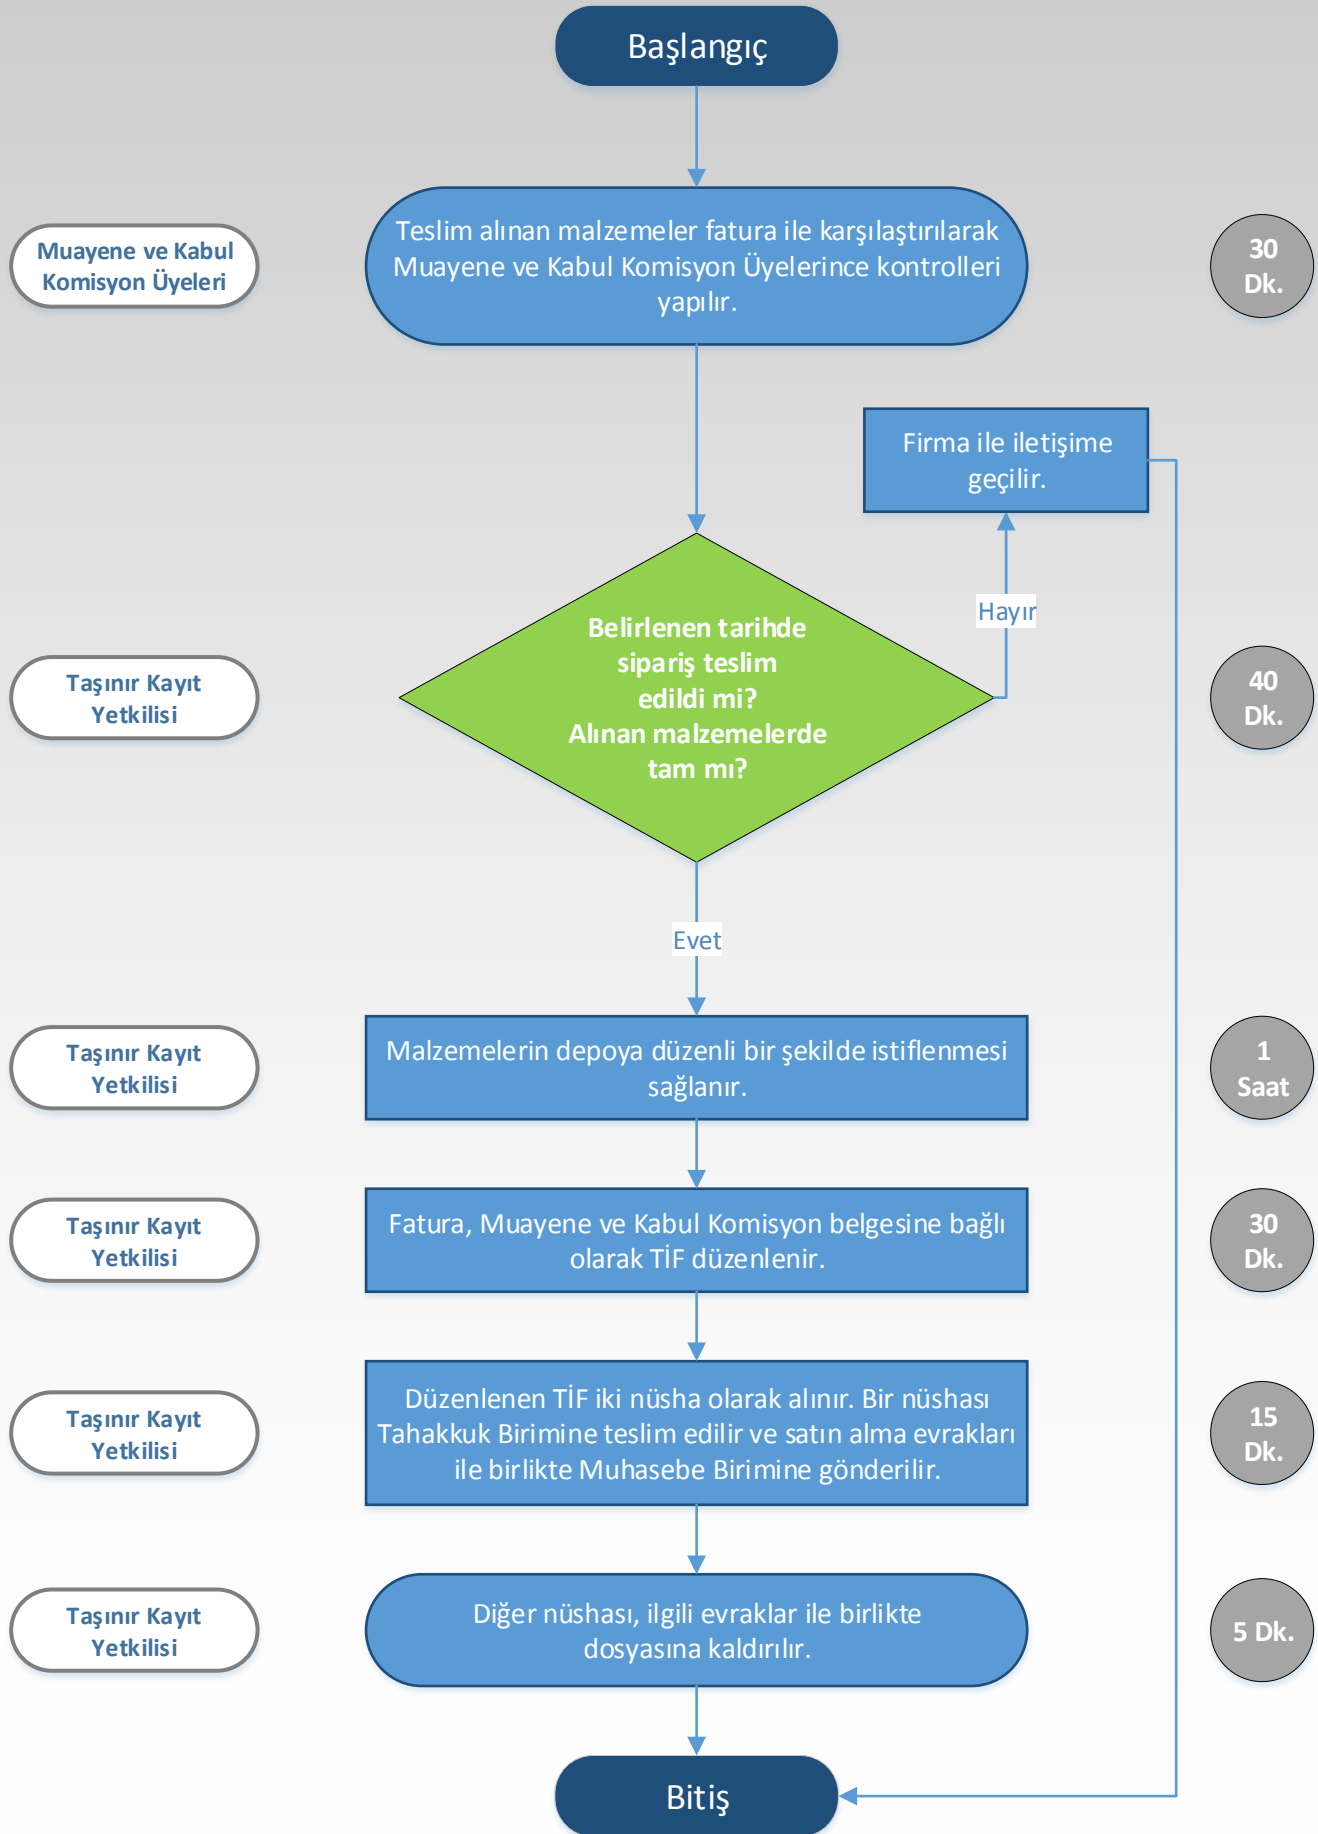 Başlangıç
Muayene ve Kabul
Komisyon Üyeleri
Teslim alınan malzemeler fatura ile karşılaştırılarak
Muayene ve Kabul Komisyon Üyelerince kontrolleri
yapılır.
30
Dk.
Firma ile iletişime
geçilir.
Hayır
Taşınır Kayıt
Yetkilisi
Belirlenen tarihde
sipariş teslim
edildi mi?
Alınan malzemelerde
tam mı?
40
Dk.
Evet
Taşınır Kayıt
Yetkilisi
Malzemelerin depoya düzenli bir şekilde istiflenmesi
sağlanır.
1
Saat
Taşınır Kayıt
Yetkilisi
Fatura, Muayene ve Kabul Komisyon belgesine bağlı
olarak TİF düzenlenir.
30
Dk.
Taşınır Kayıt
Yetkilisi
Düzenlenen TİF iki nüsha olarak alınır. Bir nüshası
Tahakkuk Birimine teslim edilir ve satın alma evrakları
ile birlikte Muhasebe Birimine gönderilir.
15
Dk.
Taşınır Kayıt
Yetkilisi
Diğer nüshası, ilgili evraklar ile birlikte
dosyasına kaldırılır.
5 Dk.
Bitiş